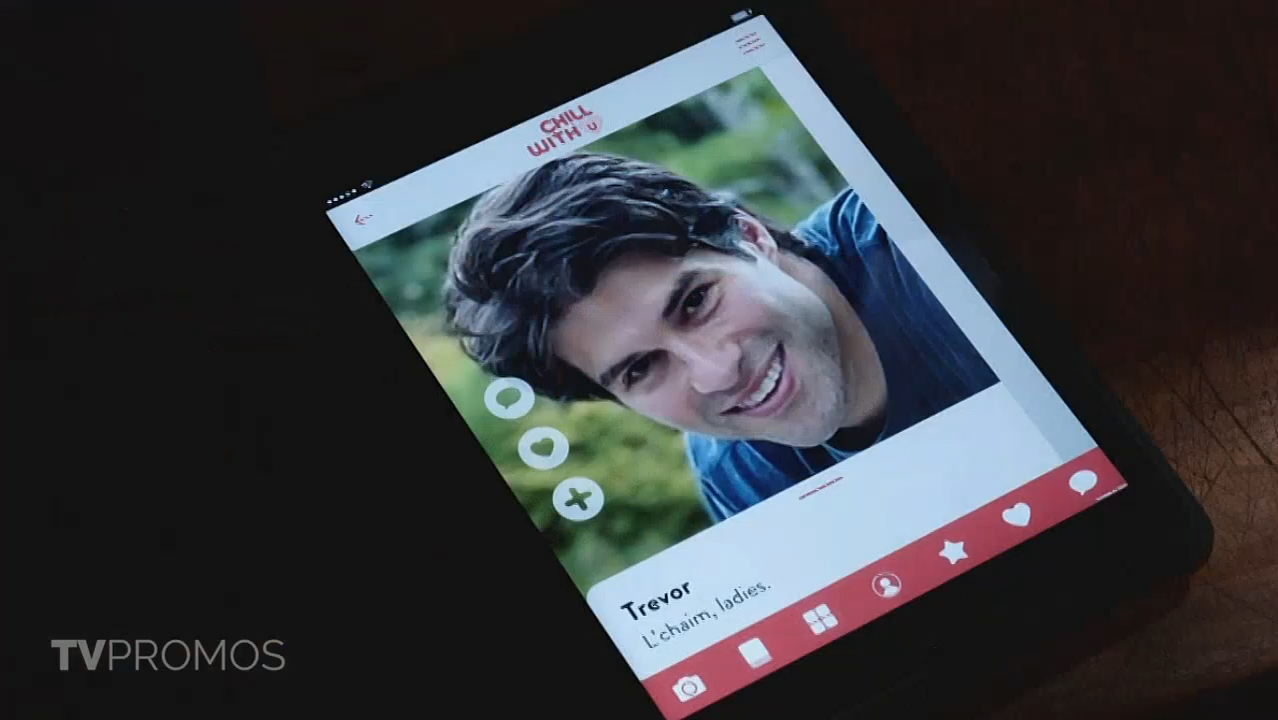 CHILL
WITH U
Trevor
L'chaim, ladies.
TVPROMOS